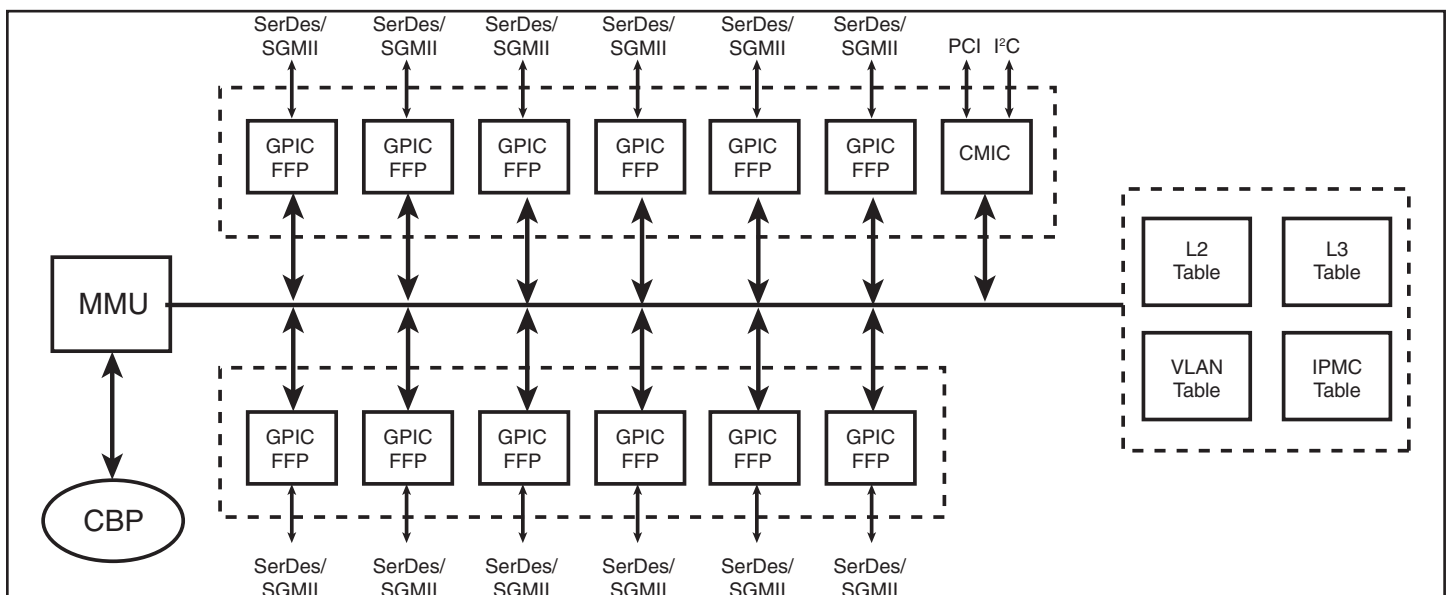 SerDes/ SerDes/ SerDes/ SerDes/ SerDes/ SerDes/
SGMII SGMII SGMII SGMII SGMII SGMII PCI I²C
GPIC GPIC GPIC GPIC GPIC GPIC CMIC
FFP FFP FFP FFP FFP FFP
L2 L3
Table Table
MMU
VLAN IPMC
Table Table
GPIC GPIC GPIC GPIC GPIC GPIC
FFP FFP FFP FFP FFP FFP
CBP
SerDes/ SerDes/ SerDes/ SerDes/ SerDes/ SerDes/
SGMII SGMII SGMII SGMII SGMII SGMII